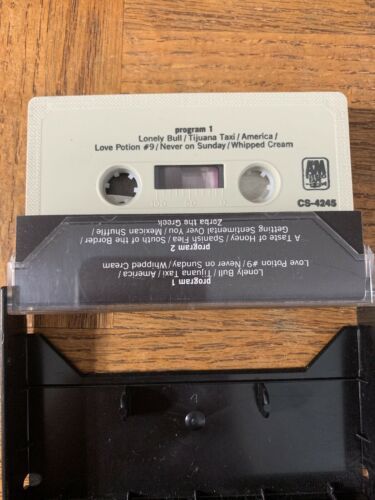 program 1
Lonely Bull / Tijuana Taxi / America /
Love Potion #9 / Never on Sunday / Whipped Cream
A&M
CS-4245
program 1
Lonely Bull / Tijuana Taxi / America /
Love Potion #9 / Never on Sunday / Whipped Cream
program 2
A Taste of Honey / Spanish Flea / South of the Border /
Getting Sentimental Over You / Mexican Shuffle /
Zorba the Greek
4